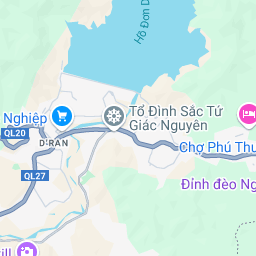 Hồ Đơn D
Tổ Đình Sắc Tứ
Giác Nguyên
Nghiệp
QL20
D'RAN
Chợ Phú Thu
QL27
Đỉnh đèo Ng
ill